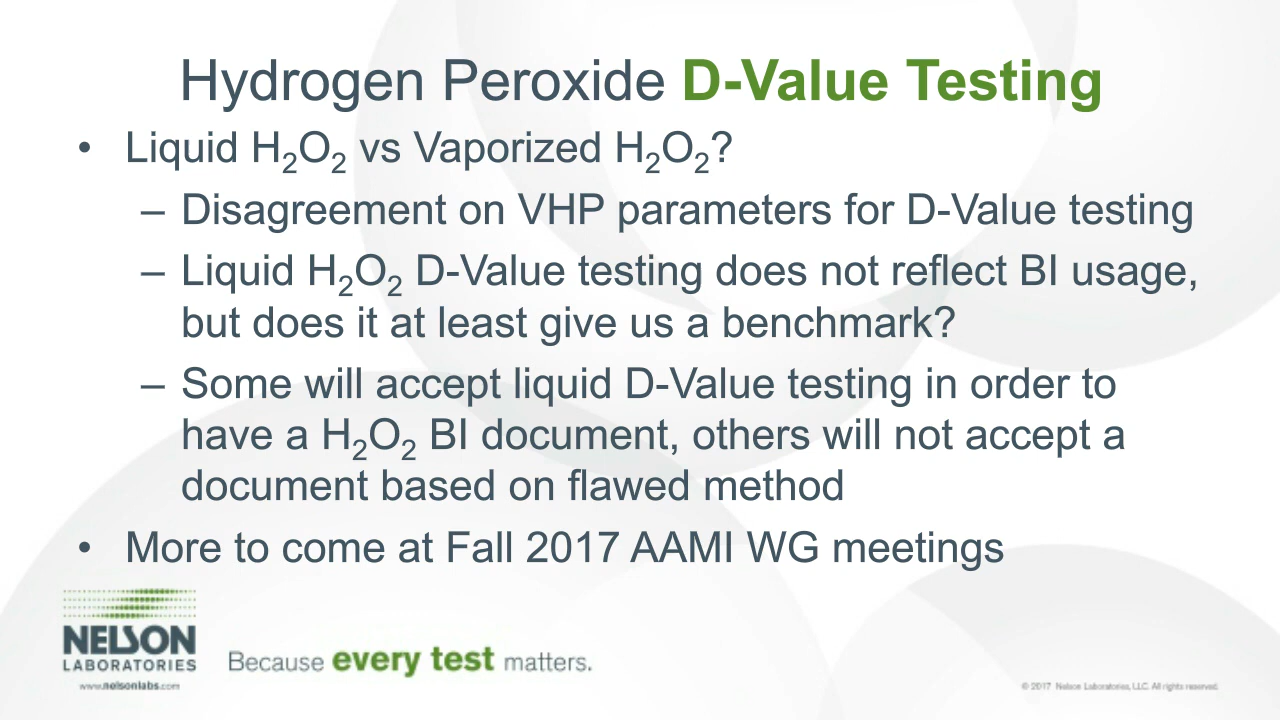 Hydrogen Peroxide D-Value Testing
• Liquid H₂O₂ vs Vaporized H₂O₂?
– Disagreement on VHP parameters for D-Value testing
– Liquid H₂O₂ D-Value testing does not reflect BI usage,
but does it at least give us a benchmark?
– Some will accept liquid D-Value testing in order to
have a H₂O₂ BI document, others will not accept a
document based on flawed method
• More to come at Fall 2017 AAMI WG meetings
NELSON
LABORATORIES
www.nelsonlabs.com
Because every test matters.
© 2017 Nelson Laboratories, LLC. All rights reserved.